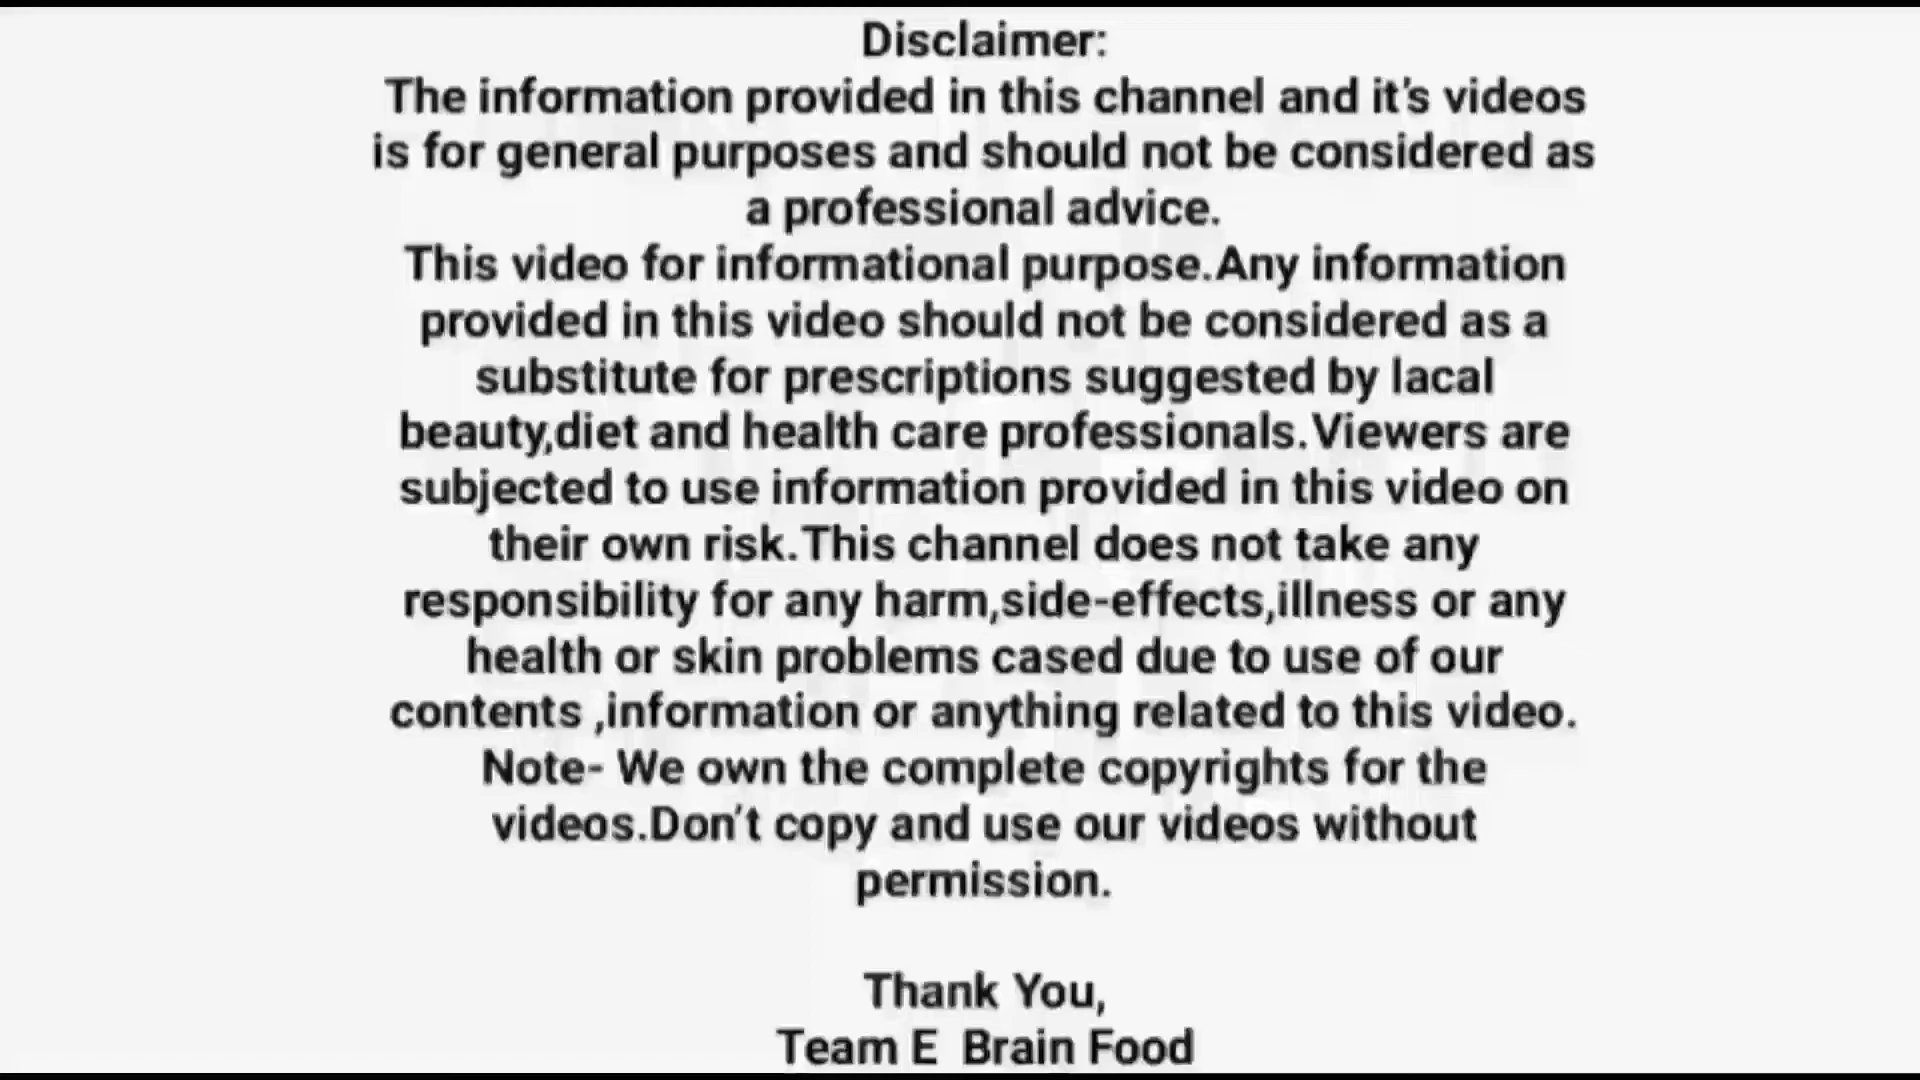 Disclaimer:
The information provided in this channel and it's videos
is for general purposes and should not be considered as
a professional advice.
This video for informational purpose.Any information
provided in this video should not be considered as a
substitute for prescriptions suggested by lacal
beauty,diet and health care professionals.Viewers are
subjected to use information provided in this video on
their own risk.This channel does not take any
responsibility for any harm,side-effects,illness or any
health or skin problems cased due to use of our
contents ,information or anything related to this video.
Note- We own the complete copyrights for the
videos.Don't copy and use our videos without
permission.
Thank You,
Team E  Brain Food